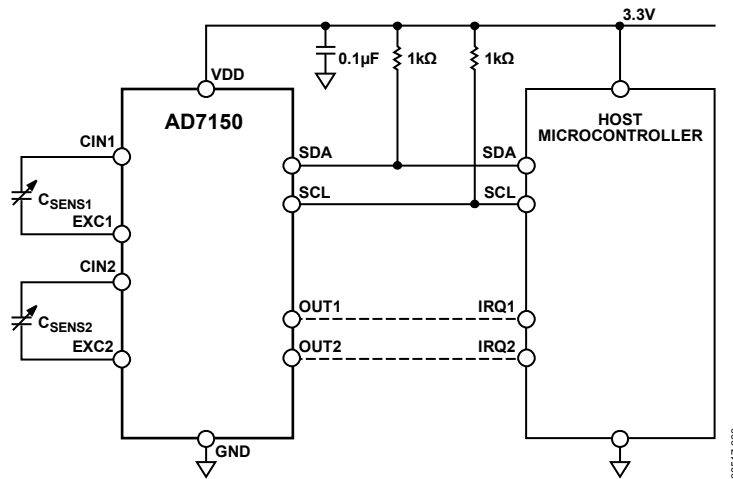 3.3V
0.1µF
1kΩ
1kΩ
VDD
AD7150
HOST
MICROCONTROLLER
CIN1
SDA
SDA
CSENS1
SCL
SCL
EXC1
CIN2
OUT1
IRQ1
CSENS2
OUT2
IRQ2
EXC2
GND